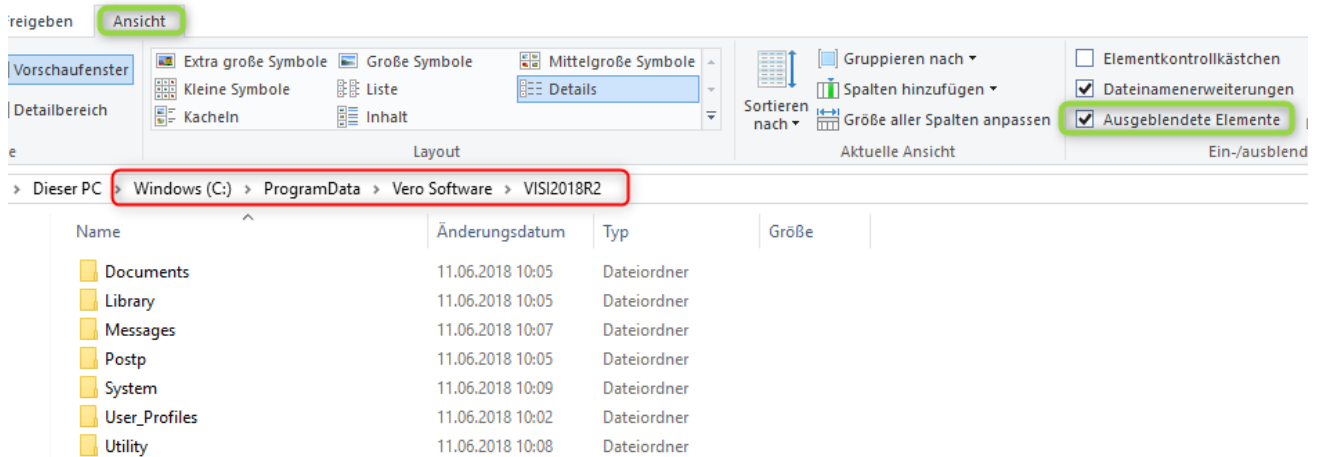 Freigeben Ansicht
Vorschaufenster Extra große Symbole Große Symbole Mittelgroße Symbole Gruppieren nach Elementkontrollkästchen
Kleine Symbole Liste Details Spalten hinzufügen Dateinamenerweiterungen
Detailbereich Kacheln Inhalt Sortieren nach Größe aller Spalten anpassen Ausgeblendete Elemente
Layout Aktuelle Ansicht Ein-/ausblend
> Dieser PC > Windows (C:) > ProgramData > Vero Software > VISI2018R2
Name Änderungsdatum Typ Größe
Documents 11.06.2018 10:05 Dateiordner
Library 11.06.2018 10:05 Dateiordner
Messages 11.06.2018 10:07 Dateiordner
Postp 11.06.2018 10:05 Dateiordner
System 11.06.2018 10:09 Dateiordner
User_Profiles 11.06.2018 10:02 Dateiordner
Utility 11.06.2018 10:08 Dateiordner